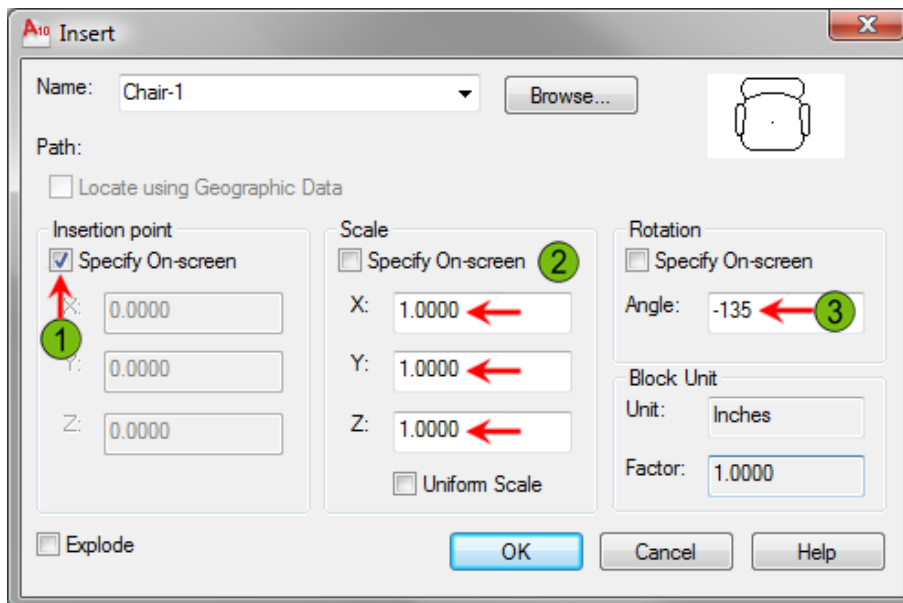 A10 Insert
Name: Chair-1 Browse...
Path:
Locate using Geographic Data
Insertion point
Specify On-screen
X: 0.0000
1
Y: 0.0000
Z: 0.0000
Scale
Specify On-screen 2
X: 1.0000
Y: 1.0000
Z: 1.0000
Uniform Scale
Rotation
Specify On-screen
Angle: -135 3
Block Unit
Unit: Inches
Factor: 1.0000
Explode OK Cancel Help